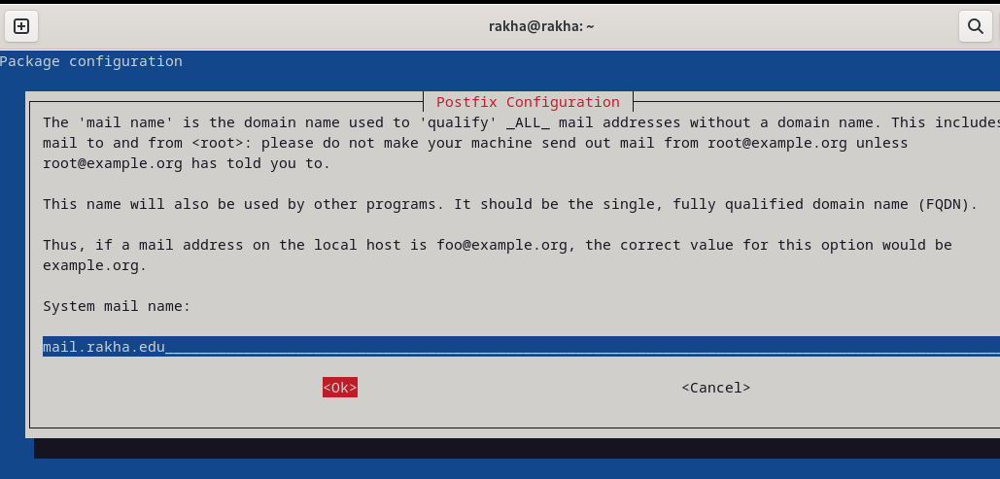 rakha@rakha: ~
Package configuration
Postfix Configuration
The 'mail name' is the domain name used to 'qualify' _ALL_ mail addresses without a domain name. This includes
mail to and from <root>: please do not make your machine send out mail from root@example.org unless
root@example.org has told you to.
This name will also be used by other programs. It should be the single, fully qualified domain name (FQDN).
Thus, if a mail address on the local host is foo@example.org, the correct value for this option would be
example.org.
System mail name:
mail.rakha.edu
<Ok> <Cancel>